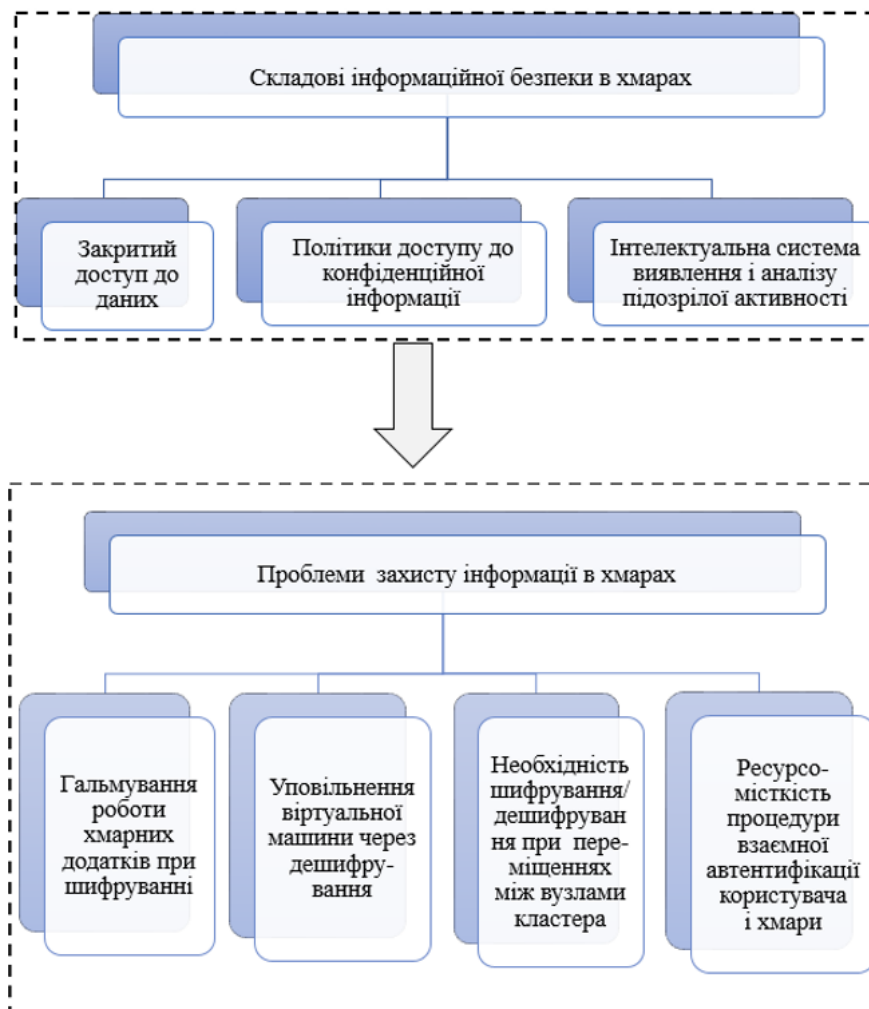 Складові інформаційної безпеки в хмарах
Закритий
доступ до
даних
Політики доступу до
конфіденційної
інформації
Інтелектуальна система
виявлення і аналізу
підозрілої активності
Проблеми захисту інформації в хмарах
Гальмування
роботи
хмарних
додатків при
шифруванні
Уповільнення
віртуальної
машини через
дешифру-
вання
Необхідність
шифрування/
дешифруван
ня при пере-
міщеннях
між вузлами
кластера
Ресурсо-
місткість
процедури
взаємної
автентифікації
користувача
і хмари